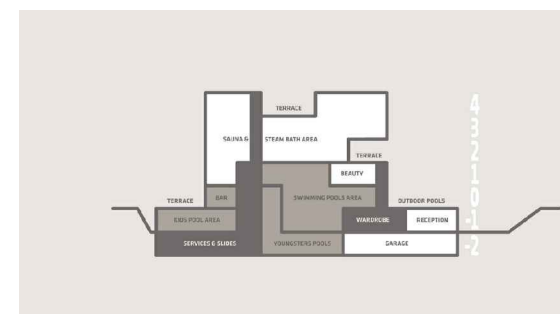 TERRACE
4
3
SAUNA & STEAM BATH AREA
2
TERRACE
1
BEAUTY
TERRACE
BAR
SWIMMING POOLS AREA
OUTDOOR POOLS
0
KIDS POOL AREA
WARDROBE
RECEPTION
-1
SERVICES & SLIDES
YOUNGSTERS POOLS
GARAGE
-2